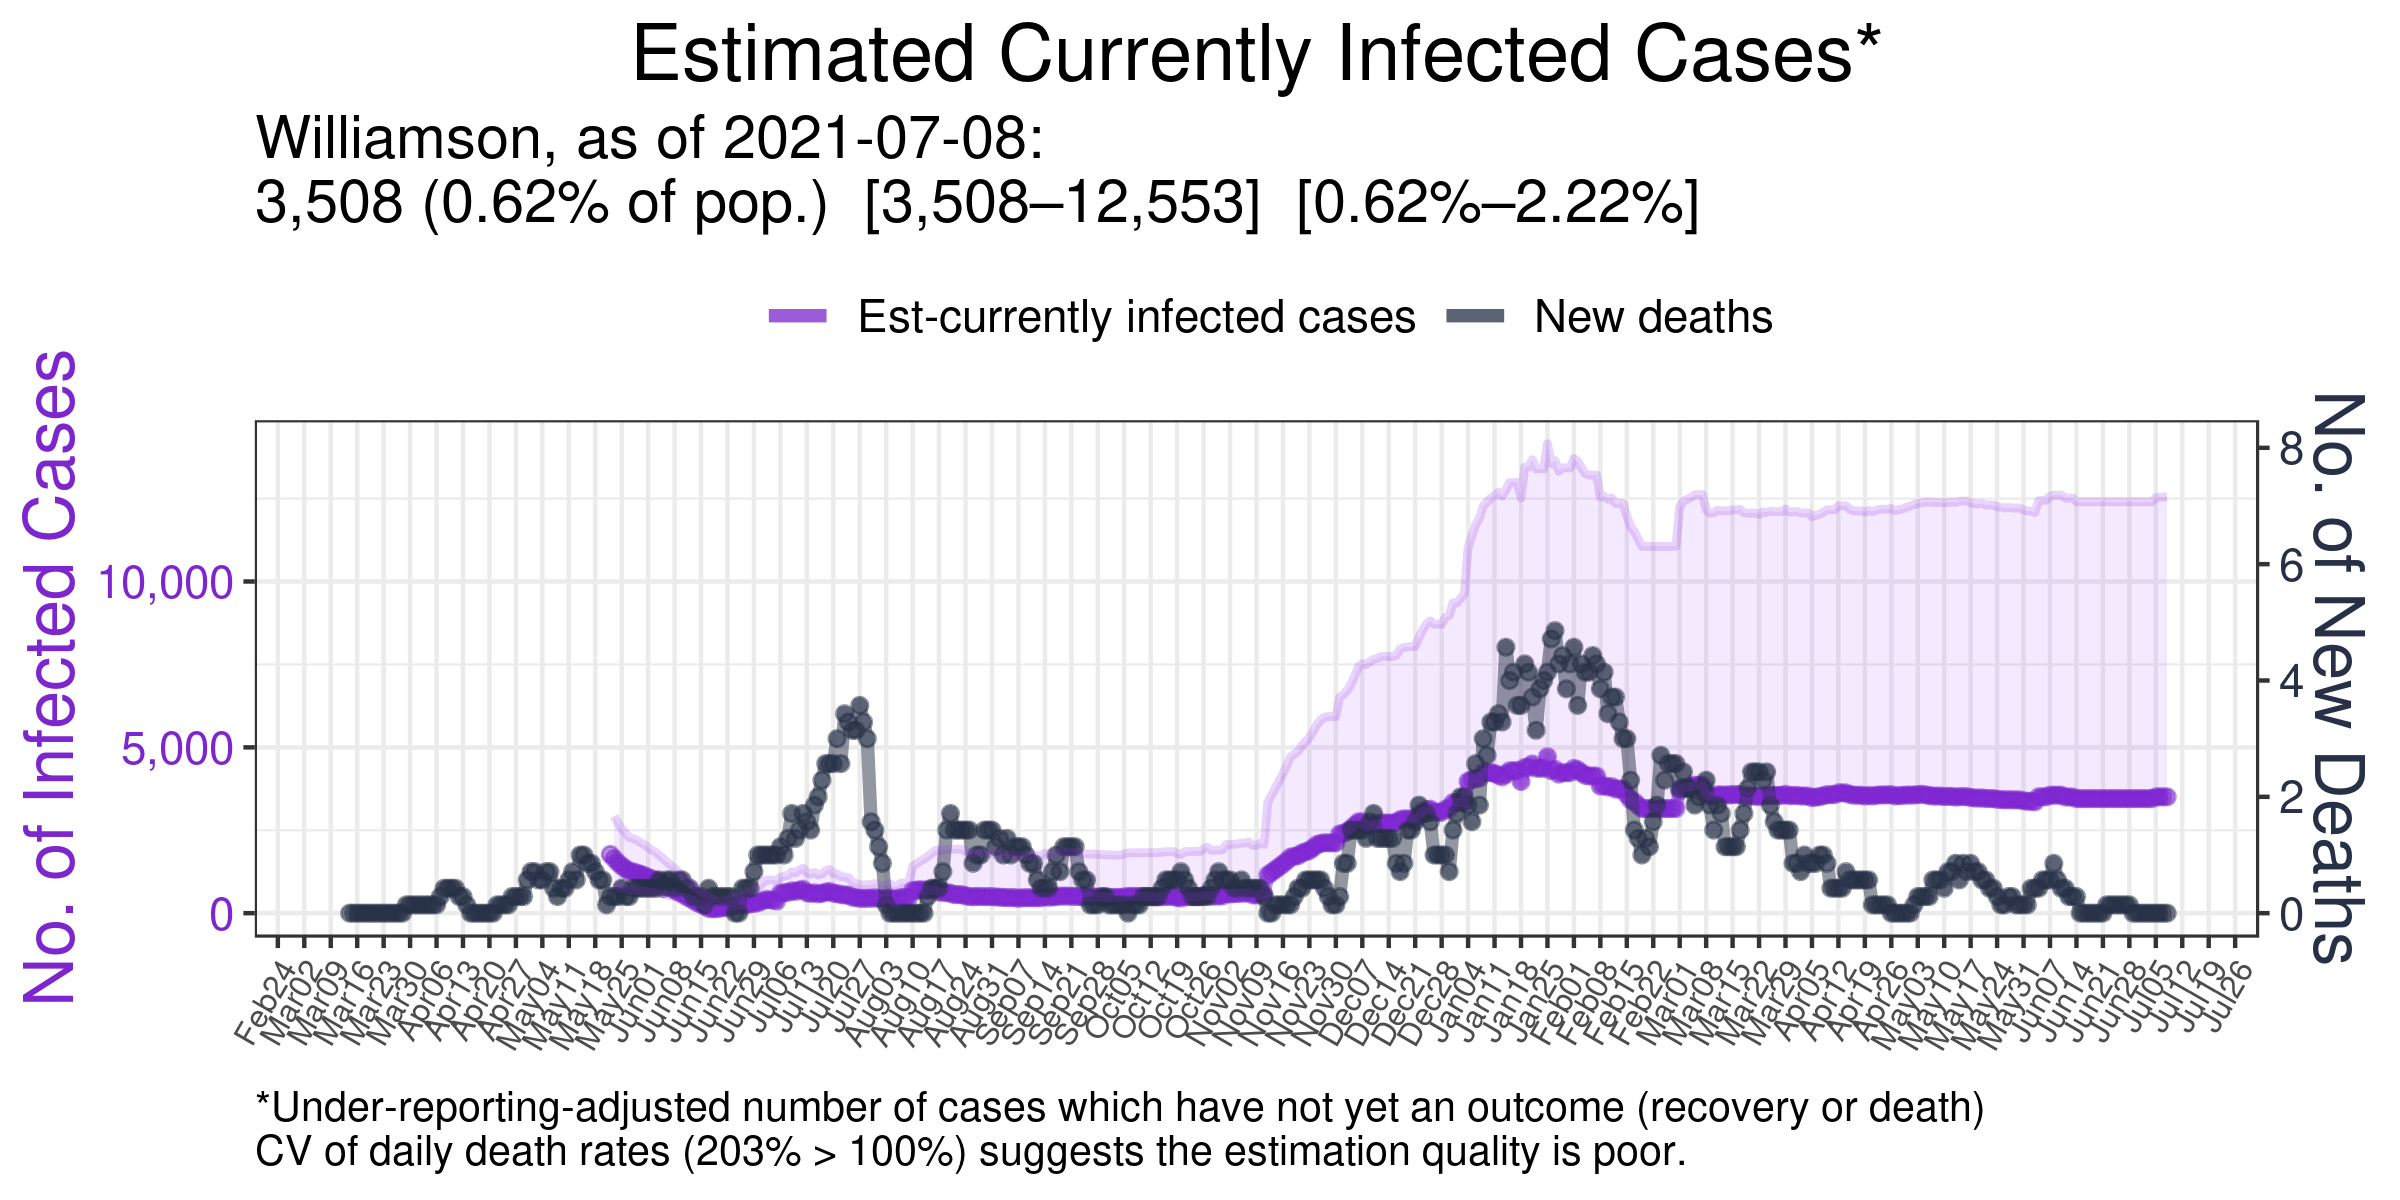 Estimated Currently Infected Cases*
Williamson, as of 2021-07-08:
3,508 (0.62% of pop.)  [3,508–12,553]  [0.62%–2.22%]
Est-currently infected cases
New deaths
No. of Infected Cases
10,000
5,000
0
No. of New Deaths
8
6
4
2
0
Feb24
Mar02
Mar09
Mar16
Mar23
Mar30
Apr06
Apr13
Apr20
Apr27
May04
May11
May18
May25
Jun01
Jun08
Jun15
Jun22
Jun29
Jul06
Jul13
Jul20
Jul27
Aug03
Aug10
Aug17
Aug24
Aug31
Sep07
Sep14
Sep21
Sep28
Oct05
Oct12
Oct19
Oct26
Nov02
Nov09
Nov16
Nov23
Nov30
Dec07
Dec14
Dec21
Dec28
Jan04
Jan11
Jan18
Jan25
Feb01
Feb08
Feb15
Feb22
Mar01
Mar08
Mar15
Mar22
Mar29
Apr05
Apr12
Apr19
Apr26
May03
May10
May17
May24
May31
Jun07
Jun14
Jun21
Jun28
Jul05
Jul12
Jul19
Jul26
*Under-reporting-adjusted number of cases which have not yet an outcome (recovery or death)
CV of daily death rates (203% > 100%) suggests the estimation quality is poor.